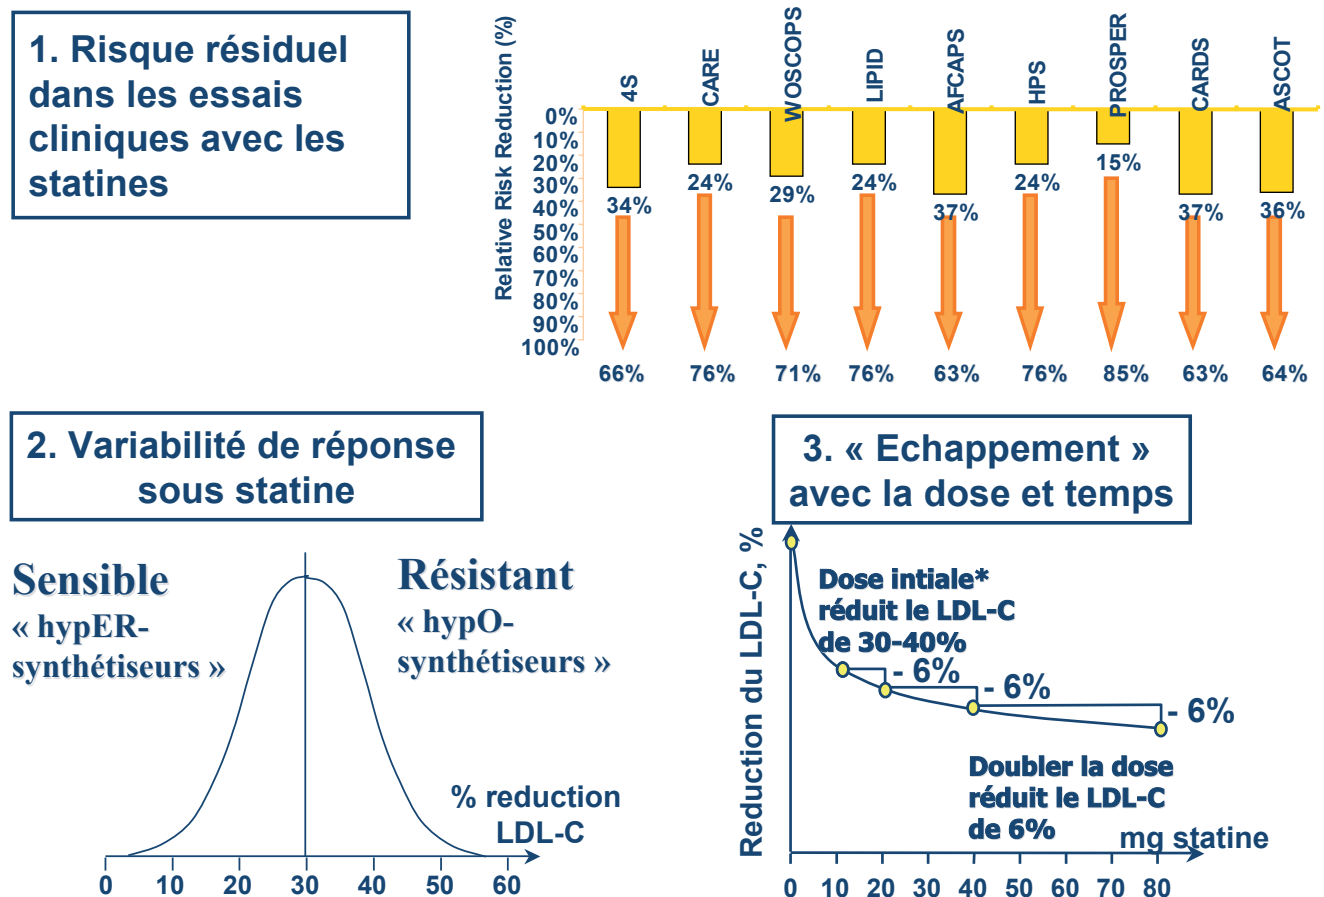 1. Risque résiduel
dans les essais
cliniques avec les
statines
Relative Risk Reduction (%)
4S
CARE
WOSCOPS
LIPID
AFCAPS
HPS
PROSPER
CARDS
ASCOT
0%
10%
20%
30%
40%
50%
60%
70%
80%
90%
100%
34%
24%
29%
24%
37%
24%
15%
37%
36%
66%
76%
71%
76%
63%
76%
85%
63%
64%
2. Variabilité de réponse
sous statine
Sensible
« hypER-
synthétiseurs »
Résistant
« hypO-
synthétiseurs »
% reduction
LDL-C
0 10 20 30 40 50 60
3. « Echappement »
avec la dose et temps
Reduction du LDL-C, %
Dose intiale*
réduit le LDL-C
de 30-40%
- 6%
- 6%
- 6%
Doubler la dose
réduit le LDL-C
de 6%
mg statine
0 10 20 30 40 50 60 70 80